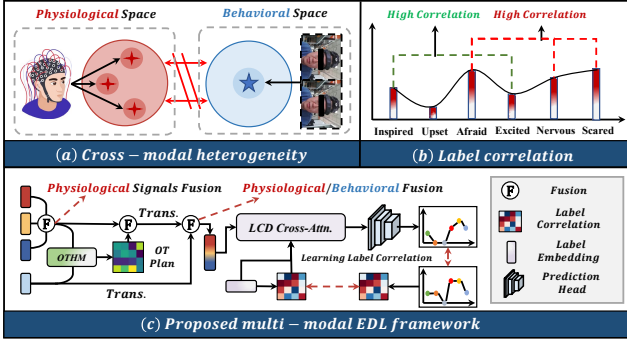 Physiological Space
Behavioral Space
(a) Cross - modal heterogeneity
High Correlation
High Correlation
Inspired Upset Afraid Excited Nervous Scared
(b) Label correlation
Physiological Signals Fusion
Physiological/Behavioral Fusion
F
Trans.
F
F
OTHM
OT
Plan
Trans.
LCD Cross-Attn.
Learning Label Correlation
F
Fusion
Label
Correlation
Label
Embedding
Prediction
Head
(c) Proposed multi - modal EDL framework